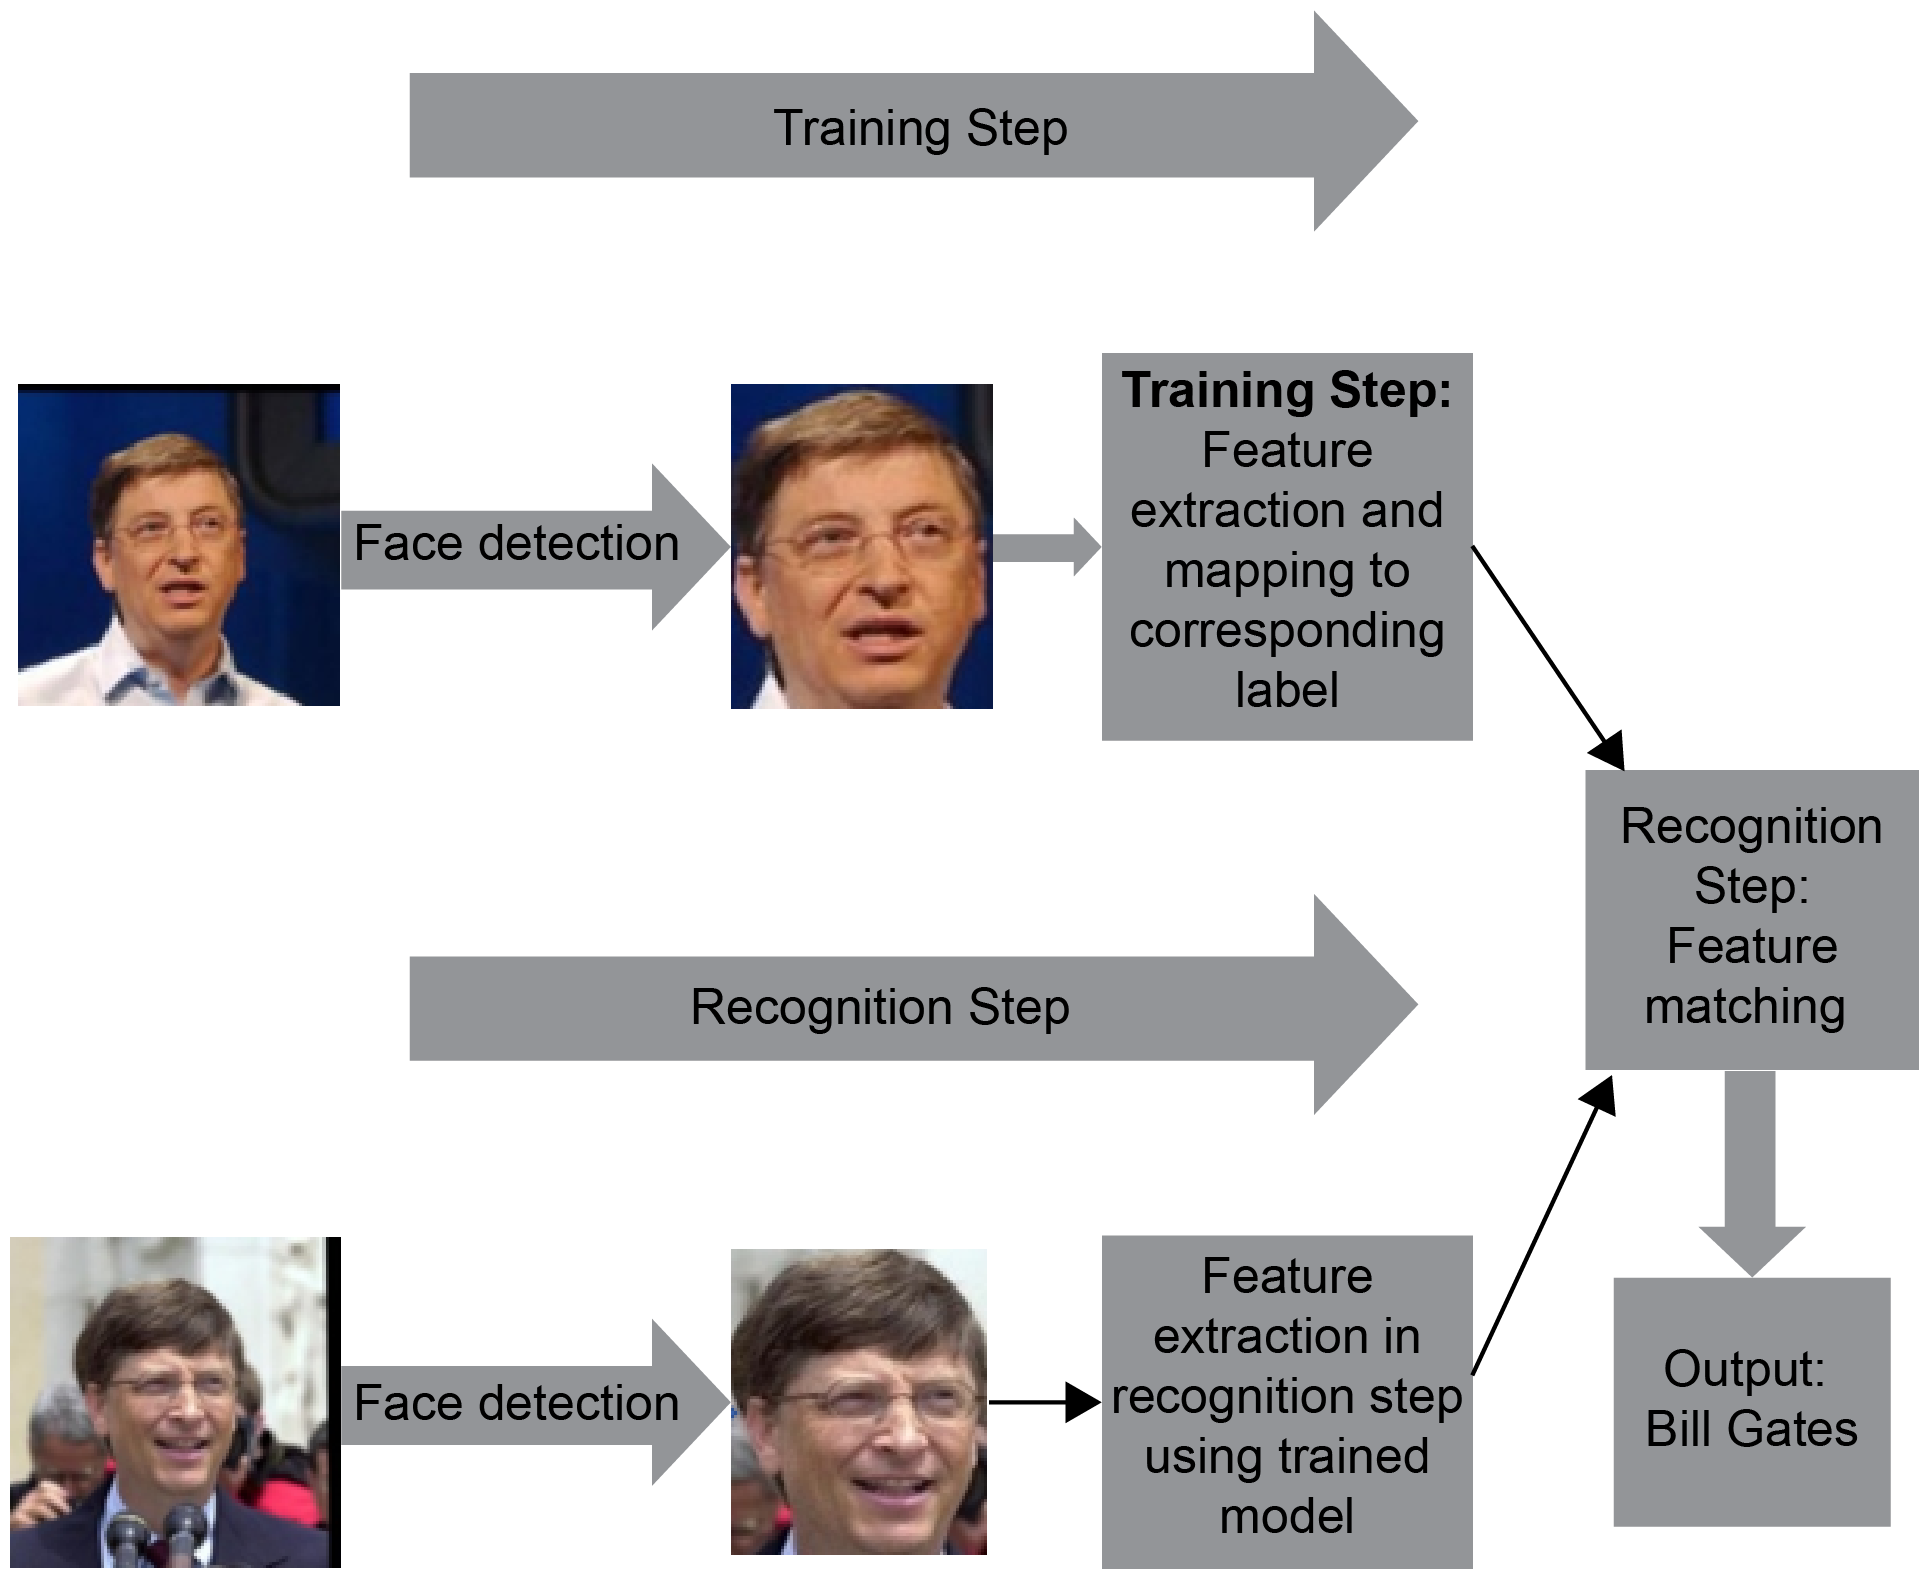 Training Step
Face detection
Training Step:
Feature
extraction and
mapping to
corresponding
label
Recognition
Step:
Feature
matching
Recognition Step
Face detection
Feature
extraction in
recognition step
using trained
model
Output:
Bill Gates